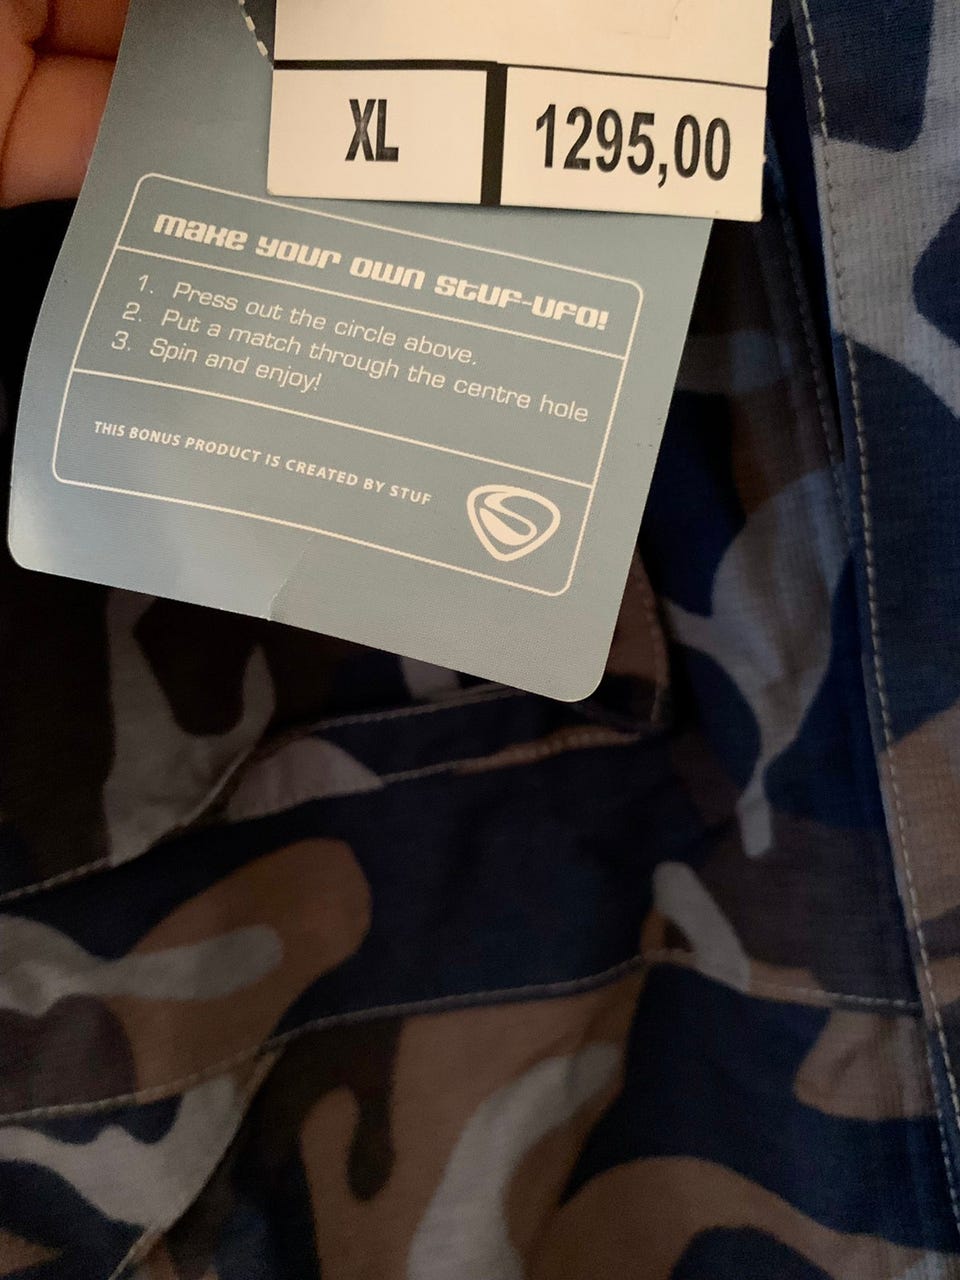 XL 1295,00
make your own stuf-ufo!
1. Press out the circle above.
2. Put a match through the centre hole
3. Spin and enjoy!
THIS BONUS PRODUCT IS CREATED BY STUF